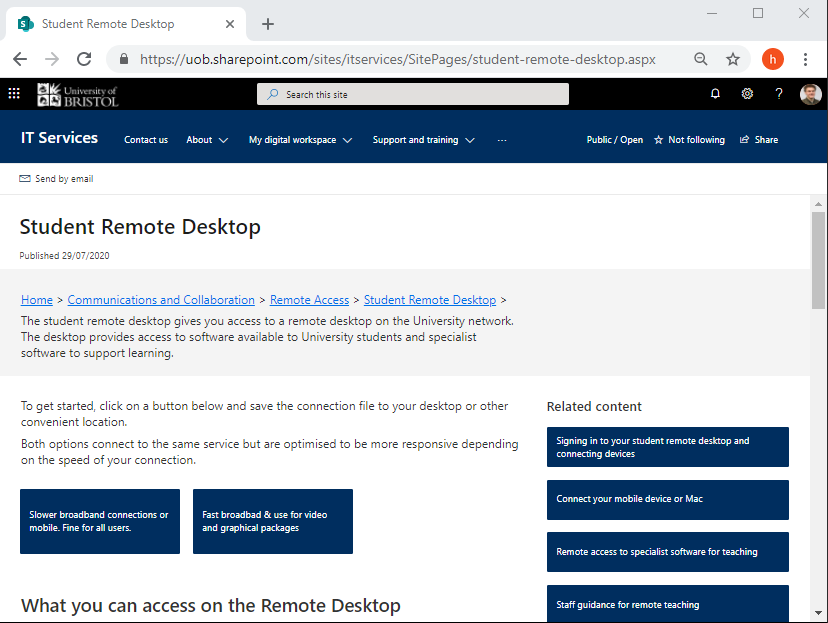 Student Remote Desktop
https://uob.sharepoint.com/sites/itservices/SitePages/student-remote-desktop.aspx
h
S
University of
BRISTOL
Search this site
?
IT Services
Contact us
About
My digital workspace
Support and training
...
Public / Open
Not following
Share
Send by email
Student Remote Desktop
Published 29/07/2020
Home > Communications and Collaboration > Remote Access > Student Remote Desktop >
The student remote desktop gives you access to a remote desktop on the University network.
The desktop provides access to software available to University students and specialist
software to support learning.
To get started, click on a button below and save the connection file to your desktop or other
convenient location.
Both options connect to the same service but are optimised to be more responsive depending
on the speed of your connection.
Slower broadband connections or
mobile. Fine for all users.
Fast broadbad & use for video
and graphical packages
What you can access on the Remote Desktop
Related content
Signing in to your student remote desktop and
connecting devices
Connect your mobile device or Mac
Remote access to specialist software for teaching
Staff guidance for remote teaching